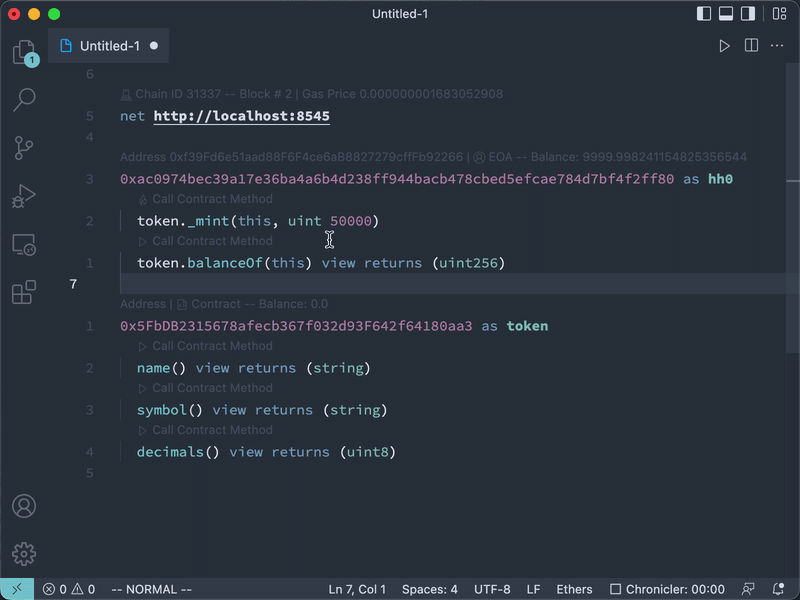 Untitled-1
1
Untitled-1
6
Chain ID 31337 -- Block # 2 | Gas Price 0.000000001683052908
5 net http://localhost:8545
4
Address 0xf39Fd6e51aad88F6F4ce6aB8827279cffFb92266 | EOA -- Balance: 9999.998241154825356544
3 0xac0974bec39a17e36ba4a6b4d238ff944bacb478cbed5efcae784d7bf4f2ff80 as hh0
Call Contract Method
2 token._mint(this, uint 50000)
Call Contract Method
1 token.balanceOf(this) view returns (uint256)
7
Address | Contract -- Balance: 0.0
1 0x5FbDB2315678afecb367f032d93F642f64180aa3 as token
Call Contract Method
2 name() view returns (string)
Call Contract Method
3 symbol() view returns (string)
Call Contract Method
4 decimals() view returns (uint8)
5
0 0 -- NORMAL -- Ln 7, Col 1 Spaces: 4 UTF-8 LF Ethers Chronicler: 00:00